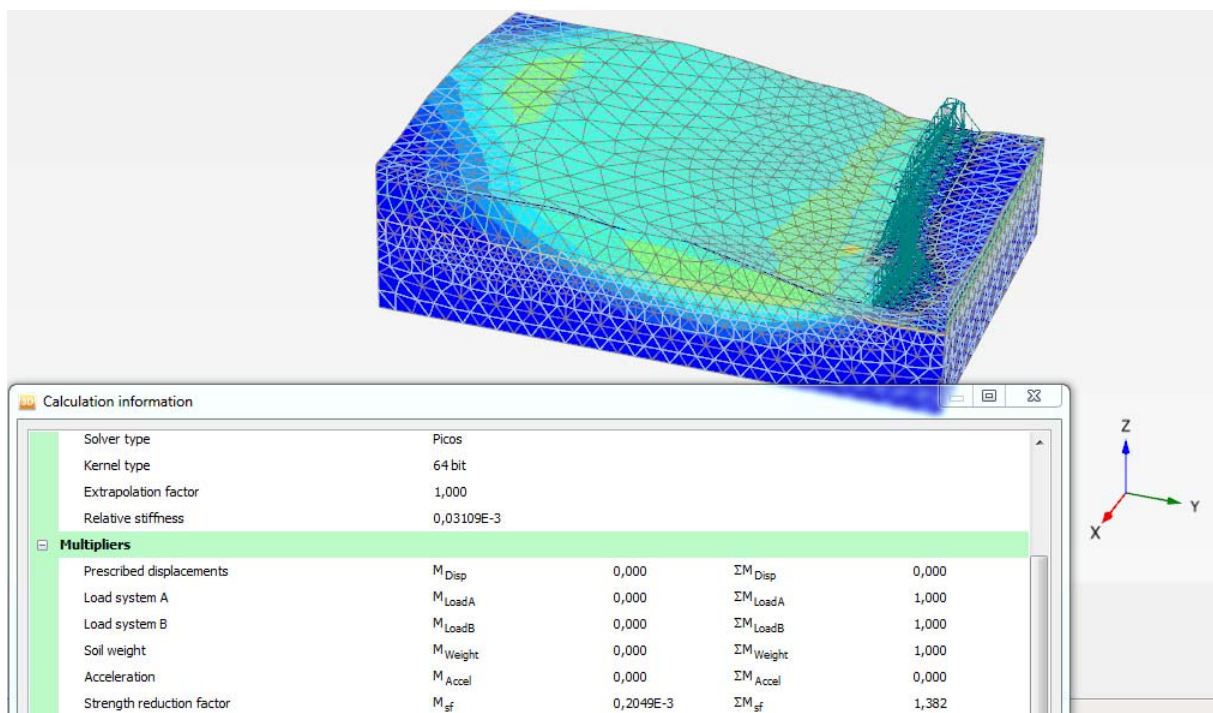 3D Calculation information
Solver type Picos
Kernel type 64 bit
Extrapolation factor 1,000
Relative stiffness 0,03109E-3
Multipliers
Prescribed displacements M Disp 0,000 ΣM Disp 0,000
Load system A M LoadA 0,000 ΣM LoadA 1,000
Load system B M LoadB 0,000 ΣM LoadB 1,000
Soil weight M Weight 0,000 ΣM Weight 1,000
Acceleration M Accel 0,000 ΣM Accel 0,000
Strength reduction factor M sf 0,2049E-3 ΣM sf 1,382
Z
Y
X